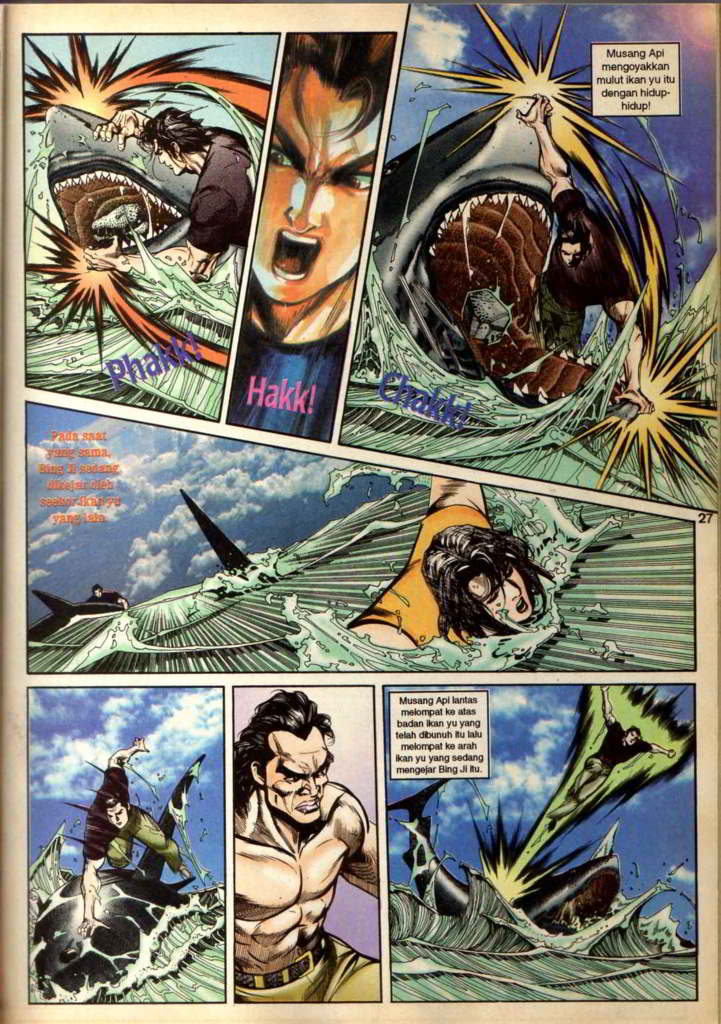 Phakk!
Hakk!
Musang Api
mengoyakkan
mulut ikan yu itu
dengan hidup-
hidup!
Chakk!
Pada saat
yang sama,
Bing Ji sedang
dikejar oleh
seekor ikan yu
yang lain.
27
Musang Api lantas
melompat ke atas
badan ikan yu yang
telah dibunuh itu lalu
melompat ke arah
ikan yu yang sedang
mengejar Bing Ji itu.